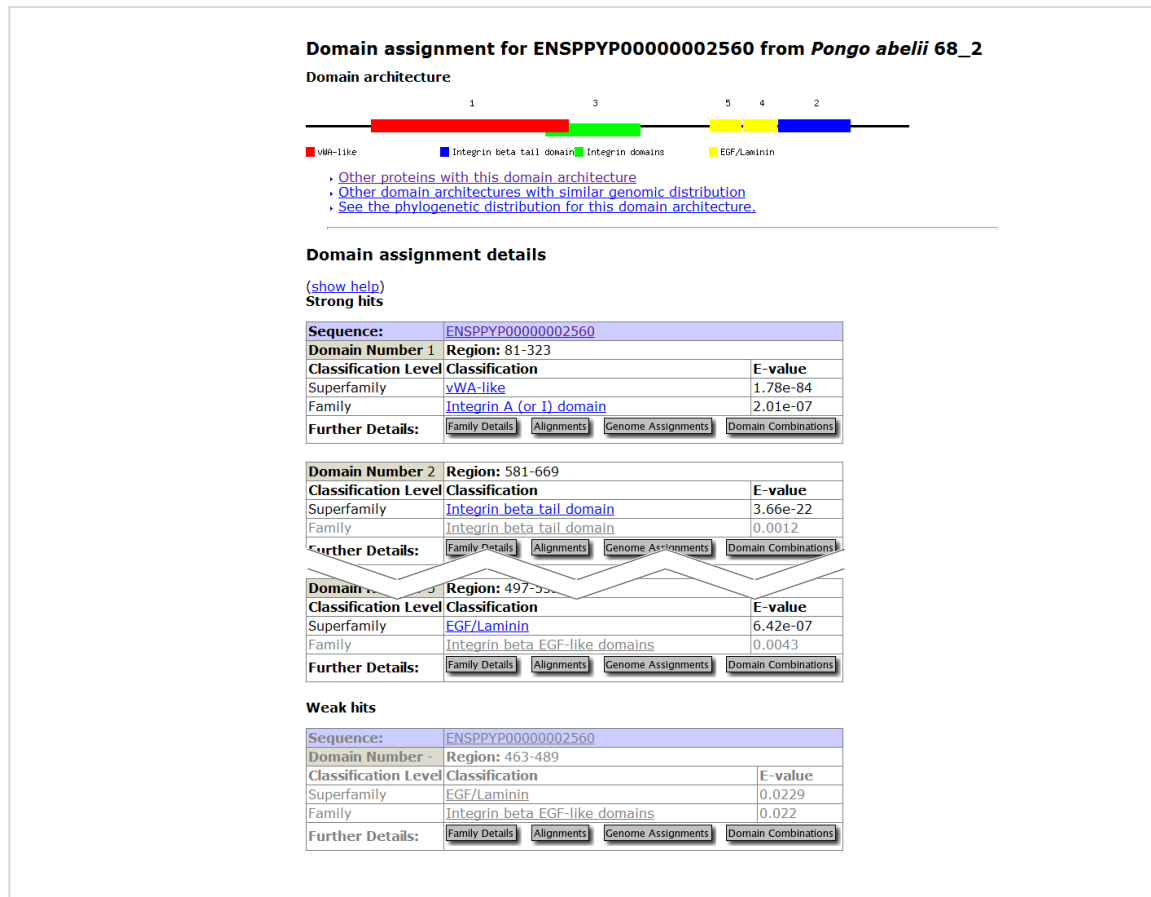 Domain assignment for ENSPPYP00000002560 from Pongo abelii 68_2
Domain architecture
1 3 5 4 2
vWA-like Integrin beta tail domain Integrin domains EGF/Laminin
Other proteins with this domain architecture
Other domain architectures with similar genomic distribution
See the phylogenetic distribution for this domain architecture.
Domain assignment details
(show help)
Strong hits
Sequence: ENSPPYP00000002560
Domain Number 1 Region: 81-323
Classification Level Classification E-value
Superfamily vWA-like 1.78e-84
Family Integrin A (or I) domain 2.01e-07
Further Details: Family Details Alignments Genome Assignments Domain Combinations
Domain Number 2 Region: 581-669
Classification Level Classification E-value
Superfamily Integrin beta tail domain 3.66e-22
Family Integrin beta tail domain 0.0012
Further Details: Family Details Alignments Genome Assignments Domain Combinations
Domain Region:
Classification Level Classification E-value
Superfamily EGF/Laminin 6.42e-07
Family Integrin beta EGF-like domains 0.0043
Further Details: Family Details Alignments Genome Assignments Domain Combinations
Weak hits
Sequence: ENSPPYP00000002560
Domain Number - Region: 463-489
Classification Level Classification E-value
Superfamily EGF/Laminin 0.0229
Family Integrin beta EGF-like domains 0.022
Further Details: Family Details Alignments Genome Assignments Domain Combinations